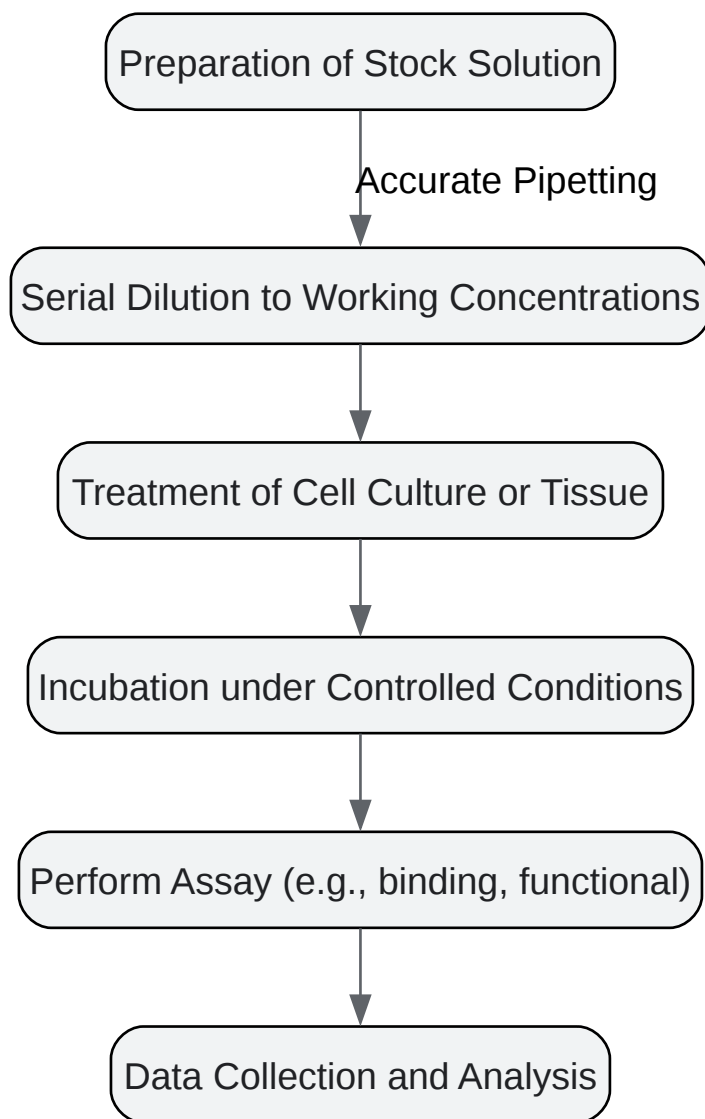 Preparation of Stock Solution
Accurate Pipetting
Serial Dilution to Working Concentrations
Treatment of Cell Culture or Tissue
Incubation under Controlled Conditions
Perform Assay (e.g., binding, functional)
Data Collection and Analysis